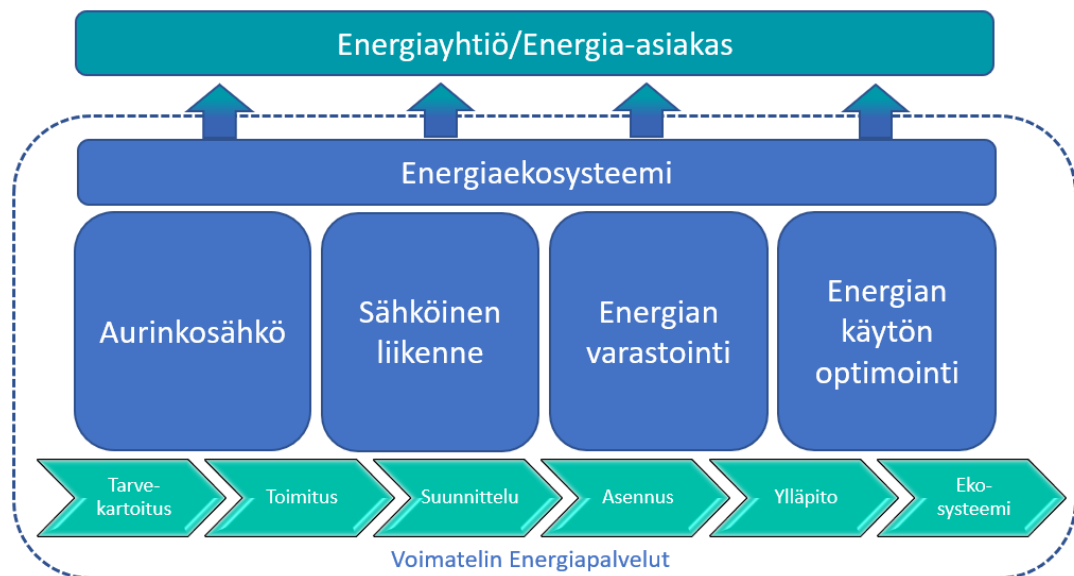 Energiayhtiö/Energia-asiakas
Energiaekosysteemi
Aurinkosähkö
Sähköinen
liikenne
Energian
varastointi
Energian
käytön
optimointi
Tarve-
kartoitus
Toimitus
Suunnittelu
Asennus
Ylläpito
Eko-
systeemi
Voimatelin Energiapalvelut